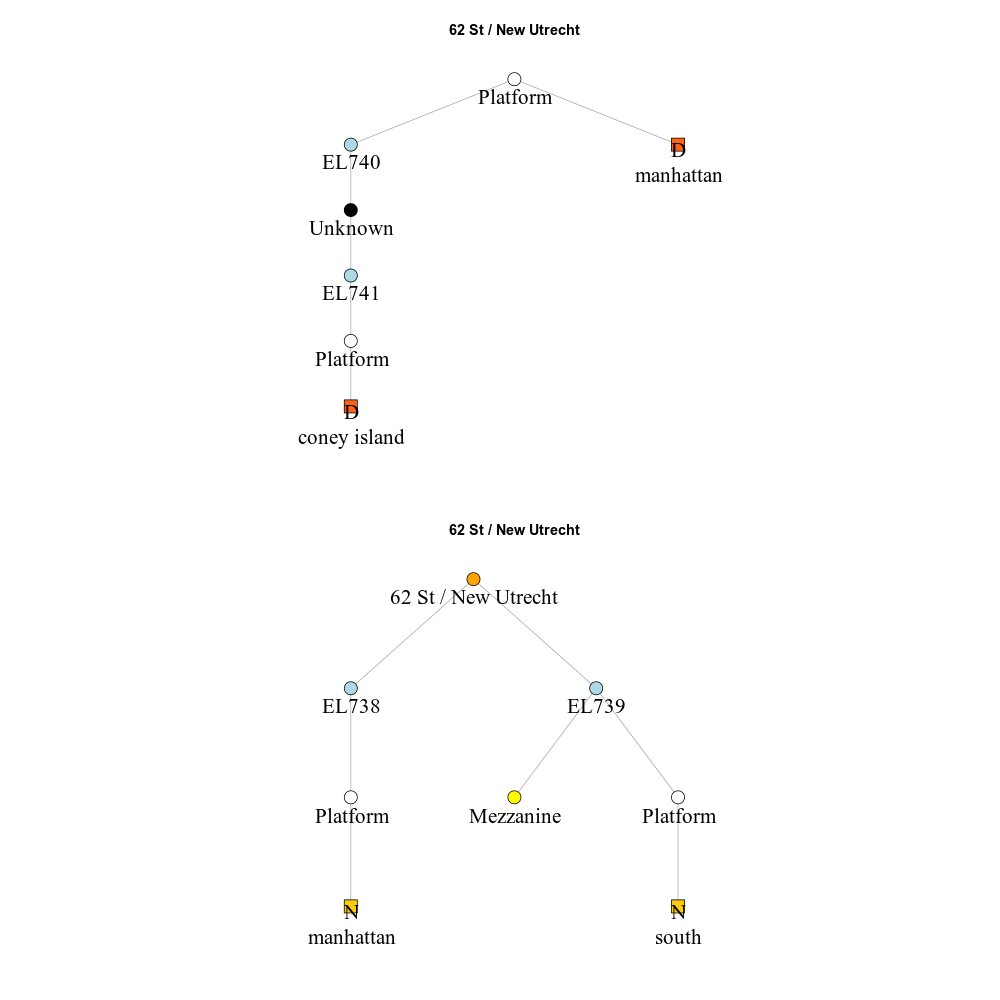 62 St / New Utrecht
Platform
EL740
D
manhattan
Unknown
EL741
Platform
D
coney island
62 St / New Utrecht
62 St / New Utrecht
EL738
EL739
Platform
Mezzanine
Platform
N
manhattan
N
south